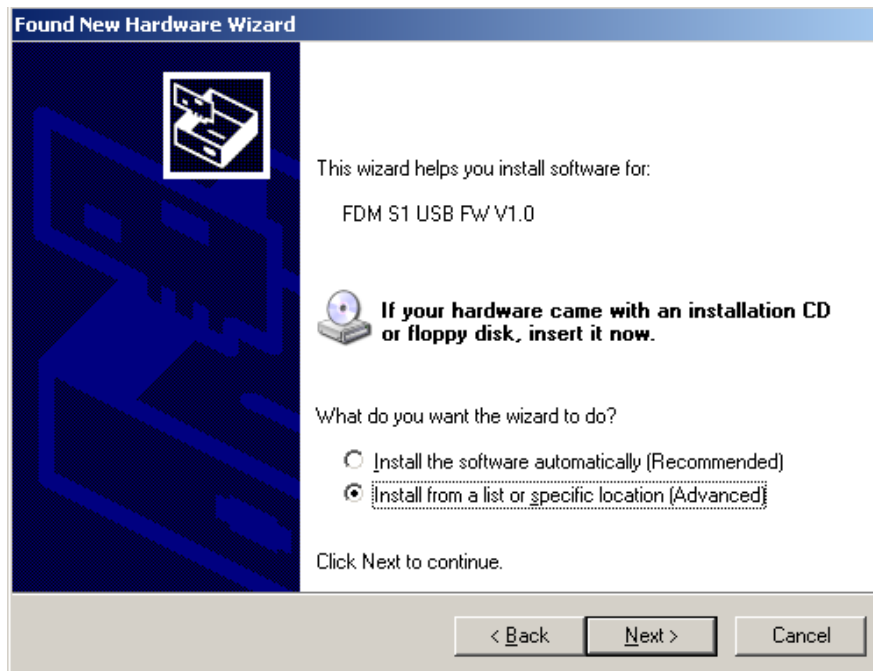 Found New Hardware Wizard
This wizard helps you install software for:
FDM S1 USB FW V1.0
If your hardware came with an installation CD
or floppy disk, insert it now.
What do you want the wizard to do?
Install the software automatically (Recommended)
Install from a list or specific location (Advanced)
Click Next to continue.
< Back
Next >
Cancel